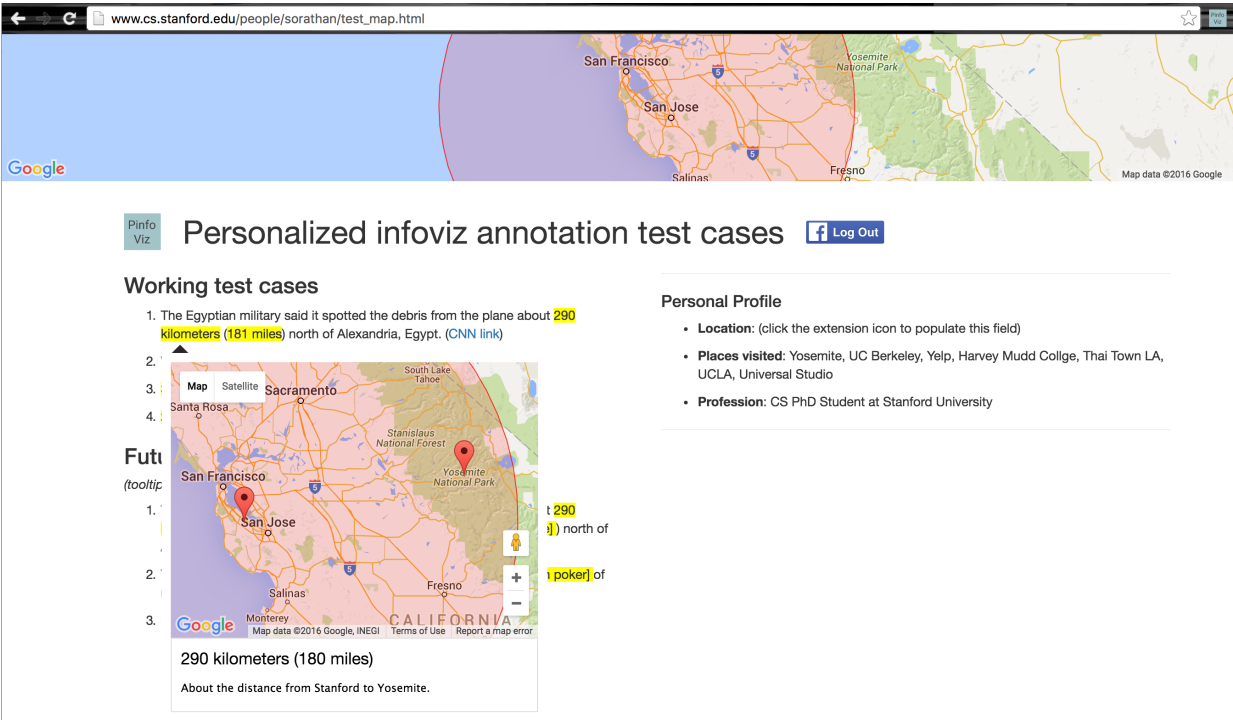 www.cs.stanford.edu/people/sorathan/test_map.html
Pinfo
Viz
San Francisco
Yosemite
National Park
5
San Jose
5
Fresno
Salinas
Google
Map data ©2016 Google
Pinfo
Viz
Personalized infoviz annotation test cases
f Log Out
Working test cases
1. The Egyptian military said it spotted the debris from the plane about 290
kilometers (181 miles) north of Alexandria, Egypt. (CNN link)
2.
3.
4.
Futu
(tooltip
1.
t 290
] ) north of
2.
n poker] of
3.
Map Satellite
South Lake
Tahoe
Sacramento
Santa Rosa
Stanislaus
National Forest
Yosemite
National Park
San Francisco
5
San Jose
5
Fresno
Salinas
Monterey
CALIFORNIA
+
−
Google
Map data ©2016 Google, INEGI Terms of Use Report a map error
290 kilometers (180 miles)
About the distance from Stanford to Yosemite.
Personal Profile
• Location: (click the extension icon to populate this field)
• Places visited: Yosemite, UC Berkeley, Yelp, Harvey Mudd Collge, Thai Town LA,
UCLA, Universal Studio
• Profession: CS PhD Student at Stanford University